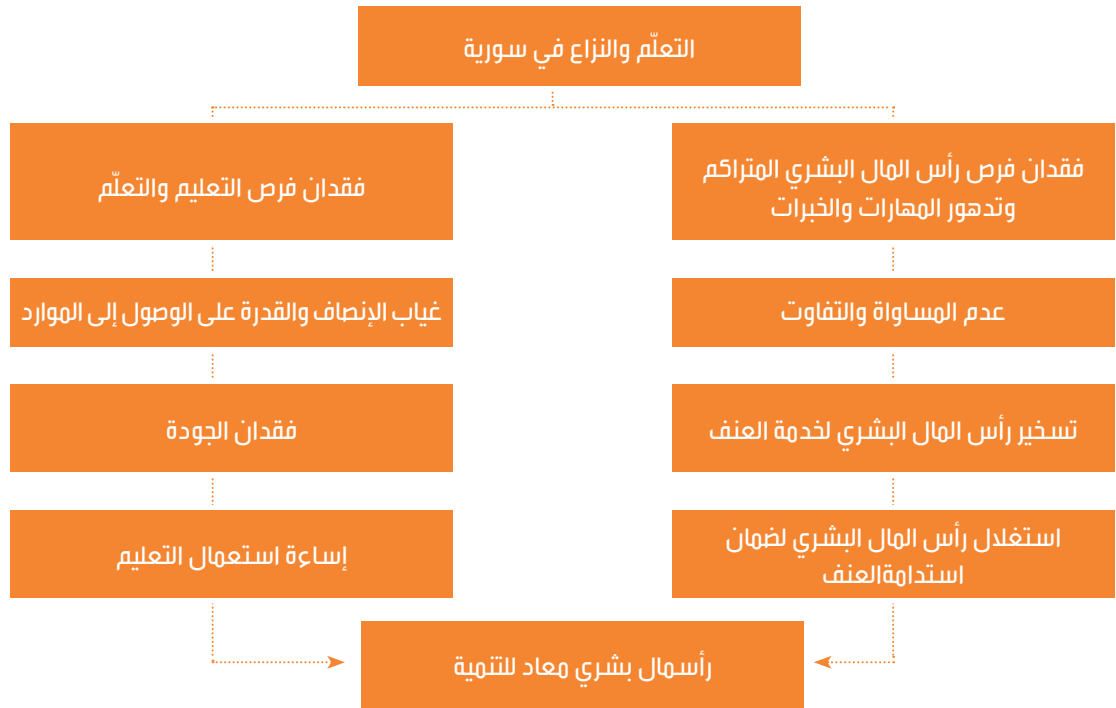 التعلّم والنزاع في سورية
فقدان فرص رأس المال البشري المتراكم
وتدهور المهارات والخبرات
فقدان فرص التعليم والتعلّم
عدم المساواة والتفاوت
غياب الإنصاف والقدرة على الوصول إلى الموارد
تسخير رأس المال البشري لخدمة العنف
فقدان الجودة
استغلال رأس المال البشري لضمان
استدامةالعنف
إساءة استعمال التعليم
رأسمال بشري معاد للتنمية